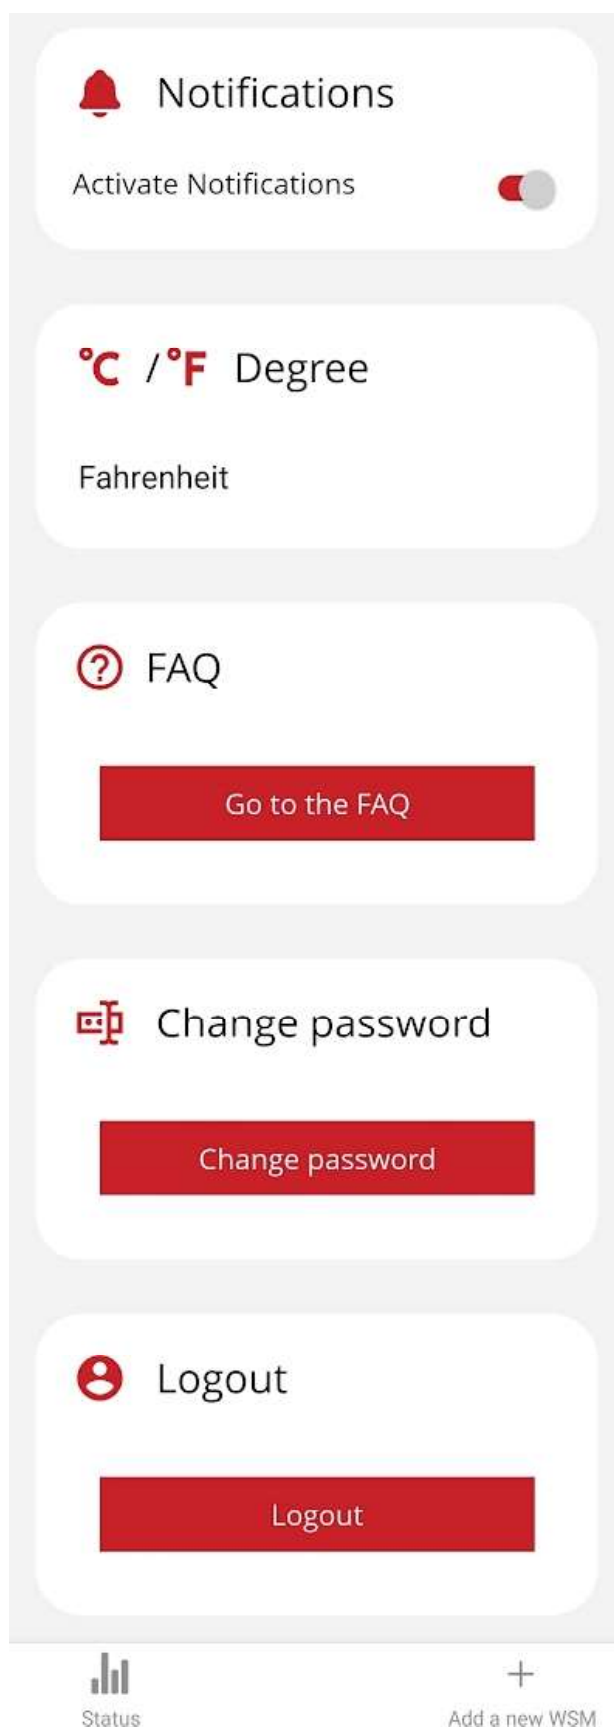 Notifications
Activate Notifications
°C /°F Degree
Fahrenheit
FAQ
Go to the FAQ
Change password
Change password
Logout
Logout
Status
Add a new WSM